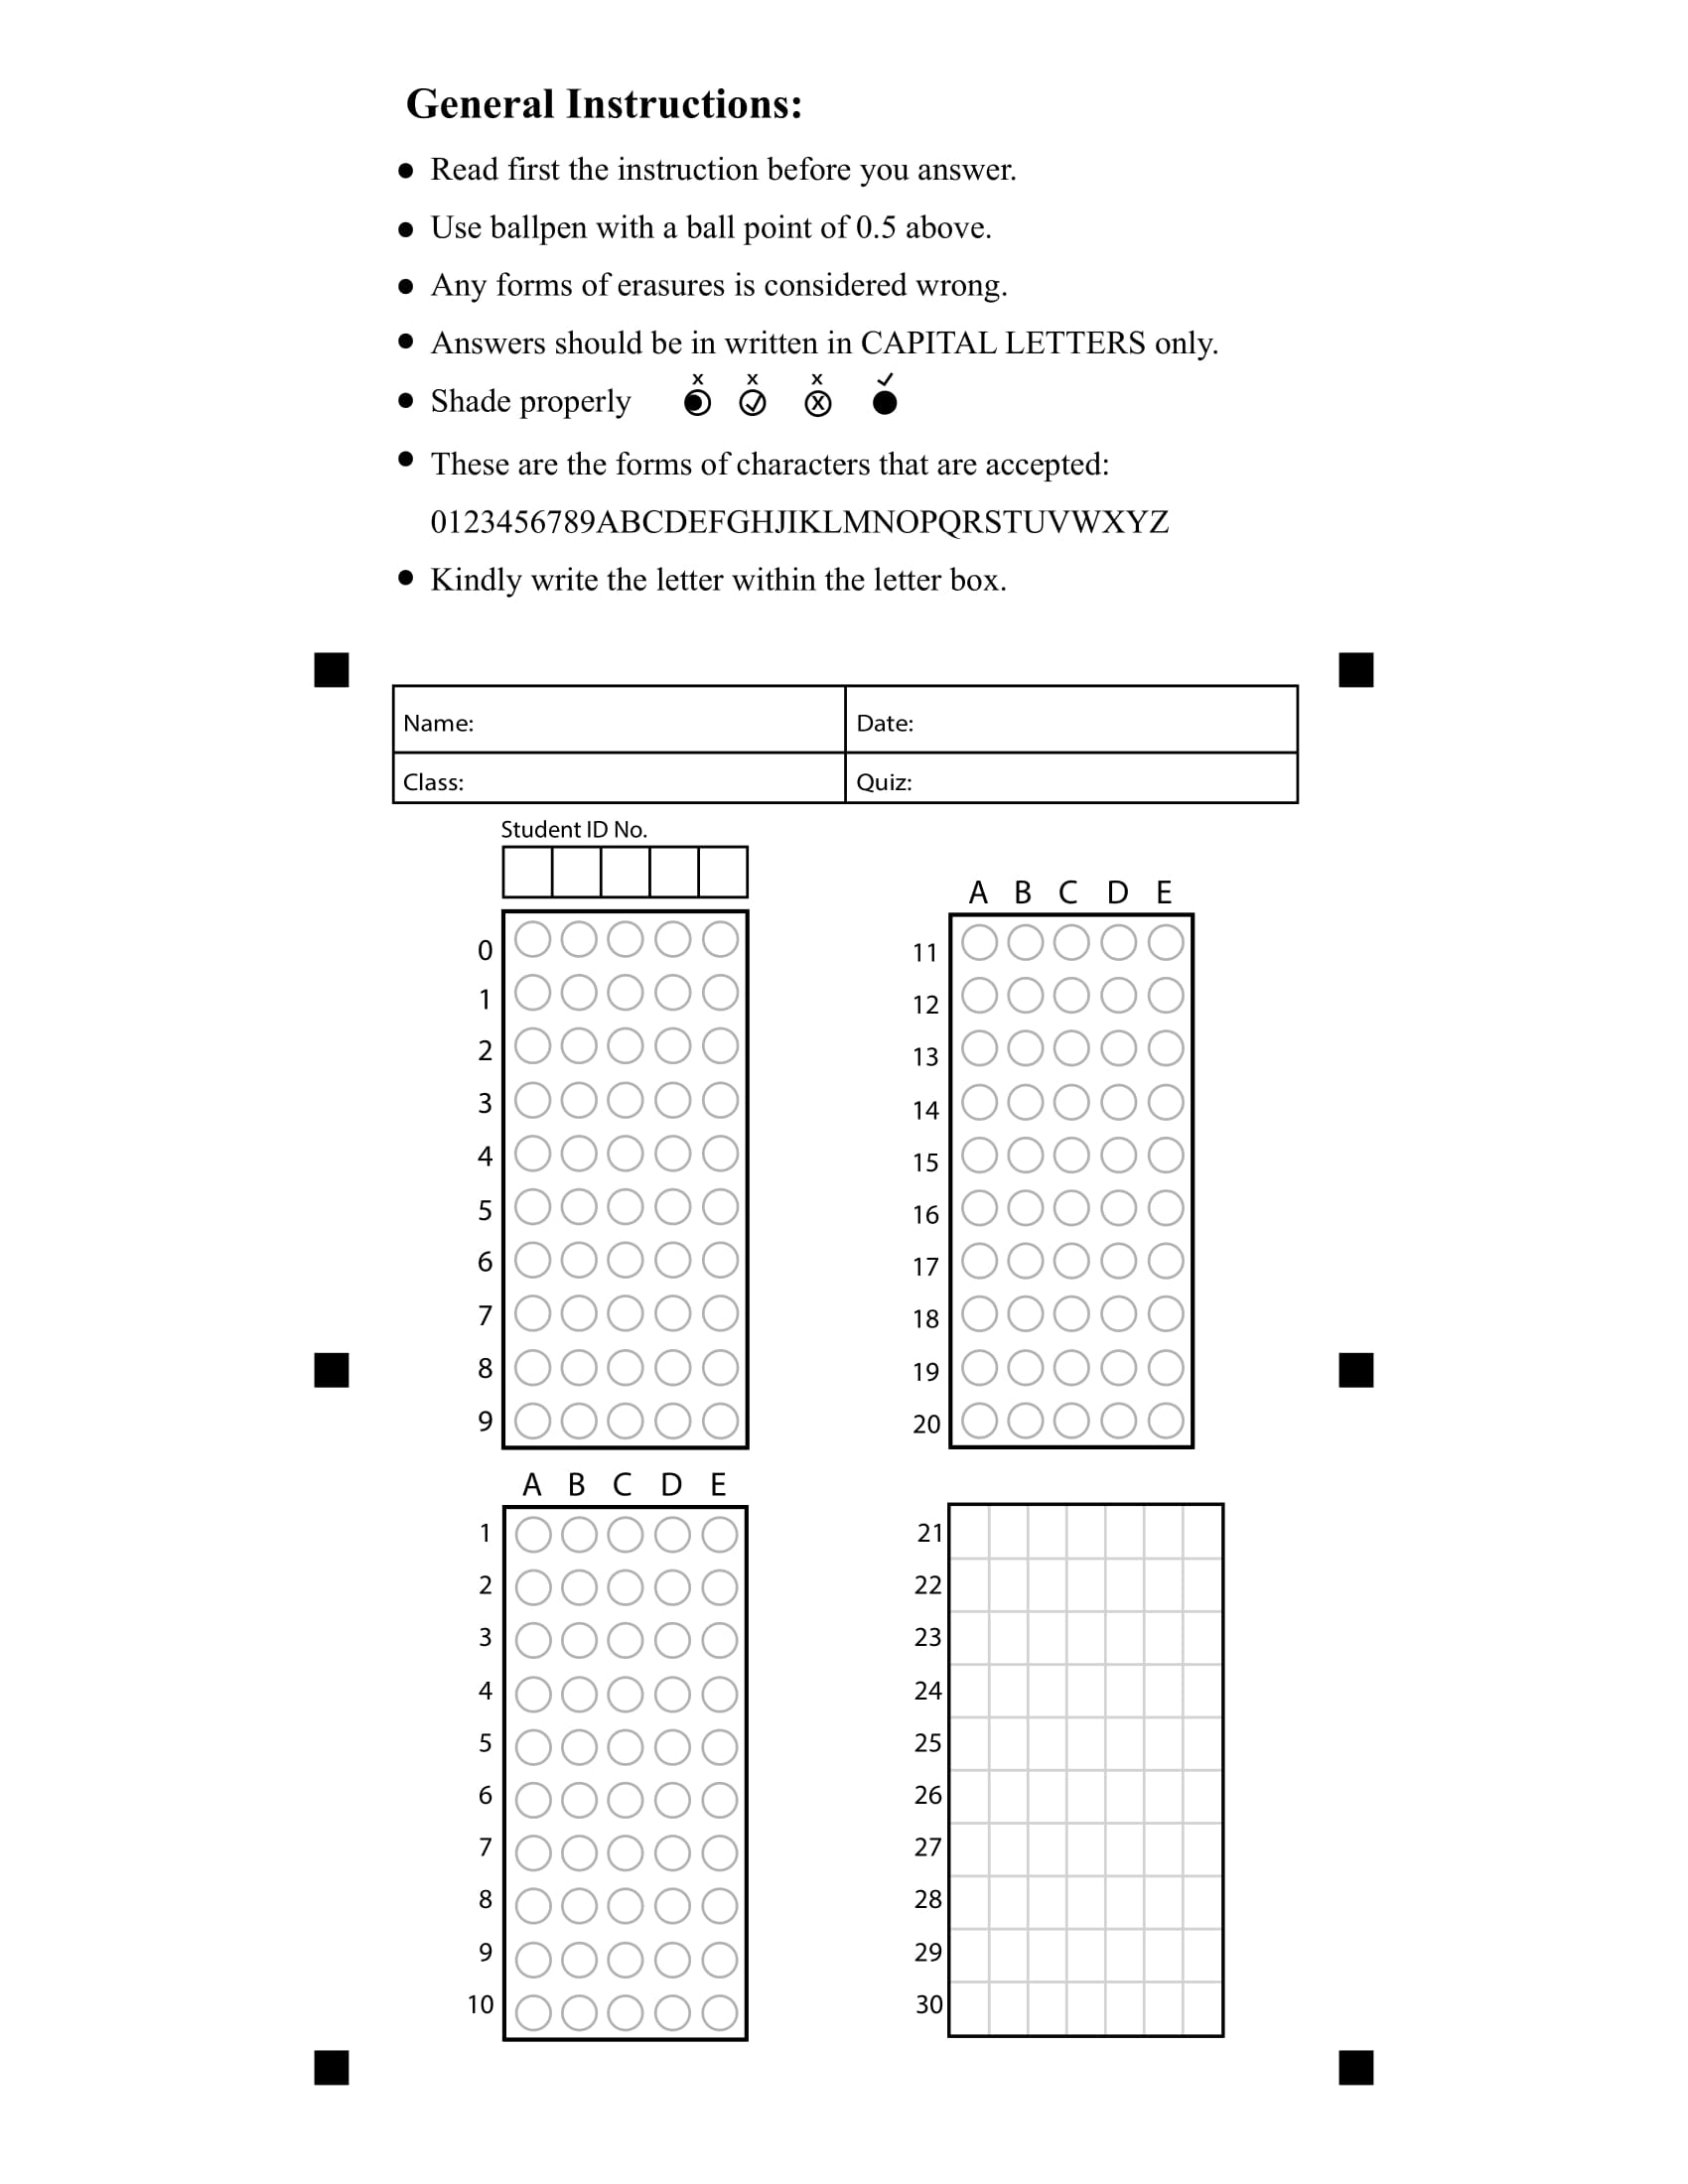 General Instructions:
Read first the instruction before you answer.
Use ballpen with a ball point of 0.5 above.
Any forms of erasures is considered wrong.
Answers should be in written in CAPITAL LETTERS only.
x x x ✓
Shade properly
These are the forms of characters that are accepted:
0123456789ABCDEFGHJIKLMNOPQRSTUVWXYZ
Kindly write the letter within the letter box.
Name: Date:
Class: Quiz:
Student ID No.
0
1
2
3
4
5
6
7
8
9
A B C D E
11
12
13
14
15
16
17
18
19
20
A B C D E
1
2
3
4
5
6
7
8
9
10
21
22
23
24
25
26
27
28
29
30